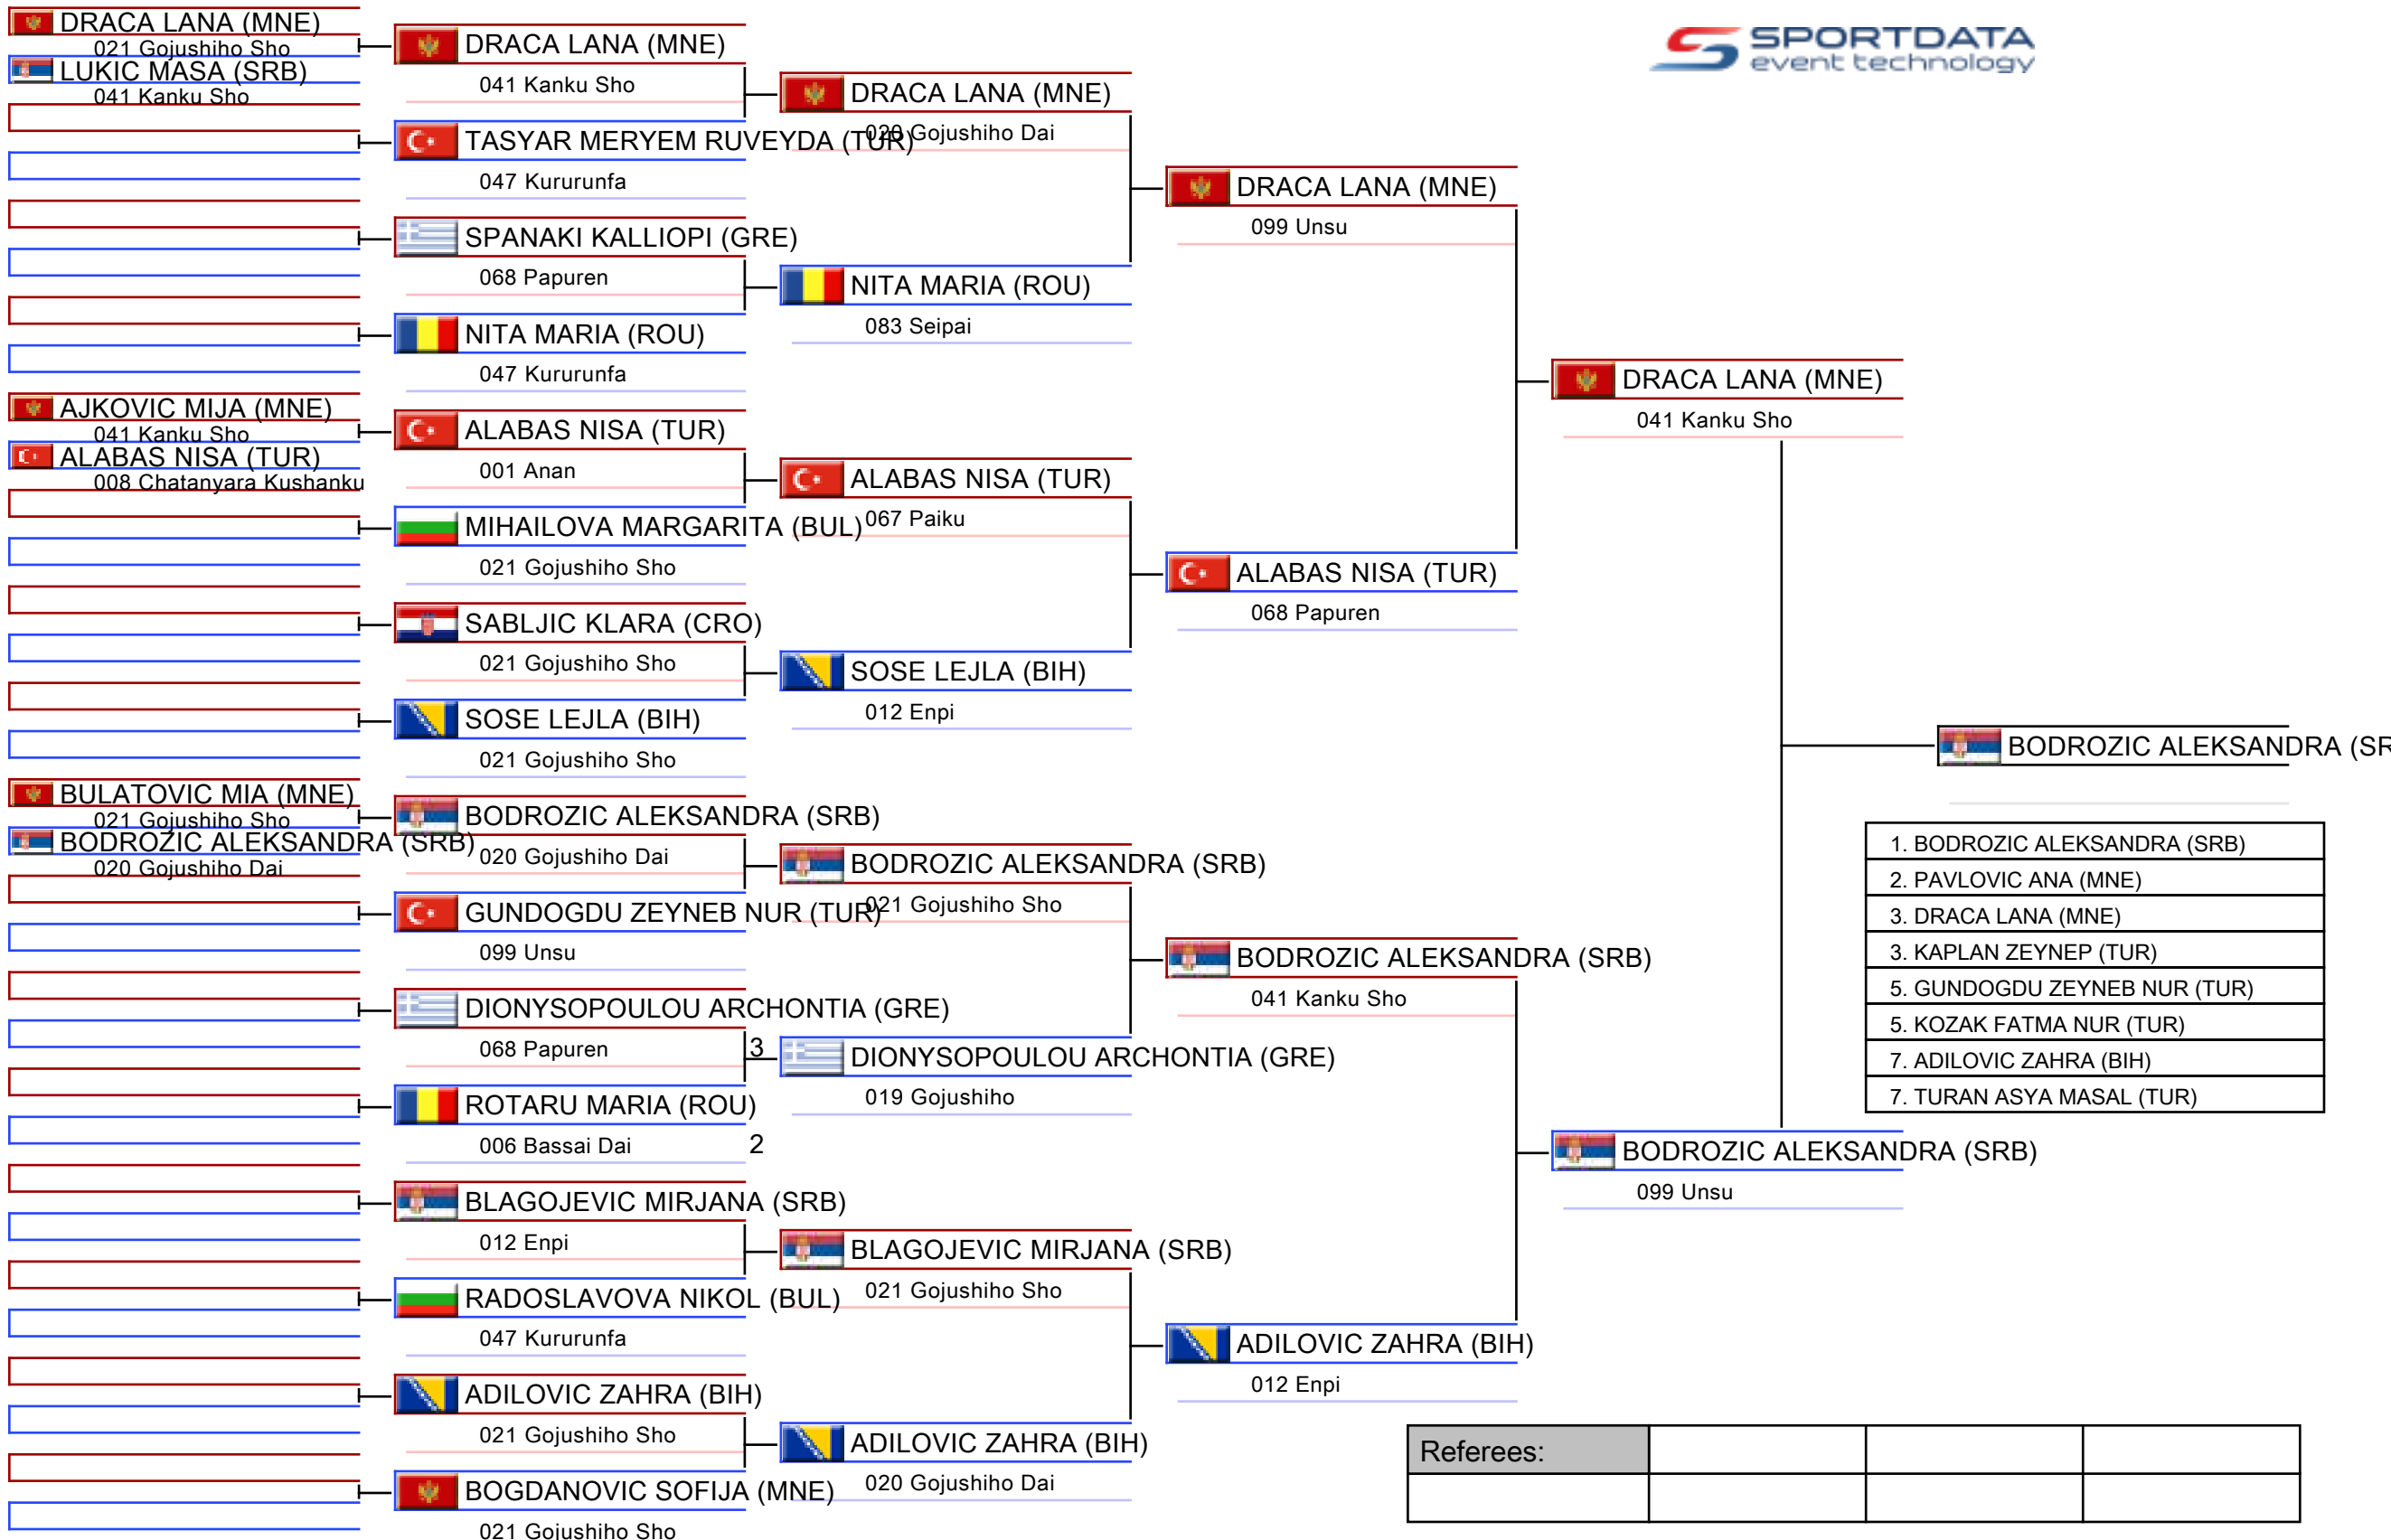 DRACA LANA (MNE)
021 Gojushiho Sho
LUKIC MASA (SRB)
041 Kanku Sho
AJKOVIC MIJA (MNE)
041 Kanku Sho
ALABAS NISA (TUR)
008 Chatanyara Kushanku
BULATOVIC MIA (MNE)
021 Gojushiho Sho
BODROZIC ALEKSANDRA (SRB)
020 Gojushiho Dai
DRACA LANA (MNE)
041 Kanku Sho
TASYAR MERYEM RUVEYDA (TUR)
047 Kururunfa
SPANAKI KALLIOPI (GRE)
068 Papuren
NITA MARIA (ROU)
047 Kururunfa
ALABAS NISA (TUR)
001 Anan
MIHAILOVA MARGARITA (BUL)
021 Gojushiho Sho
SABLJIC KLARA (CRO)
021 Gojushiho Sho
SOSE LEJLA (BIH)
021 Gojushiho Sho
BODROZIC ALEKSANDRA (SRB)
020 Gojushiho Dai
GUNDOGDU ZEYNEB NUR (TUR)
099 Unsu
DIONYSOPOULOU ARCHONTIA (GRE)
068 Papuren
3
ROTARU MARIA (ROU)
006 Bassai Dai
2
BLAGOJEVIC MIRJANA (SRB)
012 Enpi
RADOSLAVOVA NIKOL (BUL)
047 Kururunfa
ADILOVIC ZAHRA (BIH)
021 Gojushiho Sho
BOGDANOVIC SOFIJA (MNE)
021 Gojushiho Sho
DRACA LANA (MNE)
020 Gojushiho Dai
NITA MARIA (ROU)
083 Seipai
ALABAS NISA (TUR)
067 Paiku
SOSE LEJLA (BIH)
012 Enpi
BODROZIC ALEKSANDRA (SRB)
021 Gojushiho Sho
DIONYSOPOULOU ARCHONTIA (GRE)
019 Gojushiho
BLAGOJEVIC MIRJANA (SRB)
021 Gojushiho Sho
ADILOVIC ZAHRA (BIH)
020 Gojushiho Dai
DRACA LANA (MNE)
099 Unsu
ALABAS NISA (TUR)
068 Papuren
BODROZIC ALEKSANDRA (SRB)
041 Kanku Sho
ADILOVIC ZAHRA (BIH)
012 Enpi
DRACA LANA (MNE)
041 Kanku Sho
BODROZIC ALEKSANDRA (SRB)
099 Unsu
SPORTDATA
event technology
BODROZIC ALEKSANDRA (SR
1. BODROZIC ALEKSANDRA (SRB)
2. PAVLOVIC ANA (MNE)
3. DRACA LANA (MNE)
3. KAPLAN ZEYNEP (TUR)
5. GUNDOGDU ZEYNEB NUR (TUR)
5. KOZAK FATMA NUR (TUR)
7. ADILOVIC ZAHRA (BIH)
7. TURAN ASYA MASAL (TUR)
Referees: